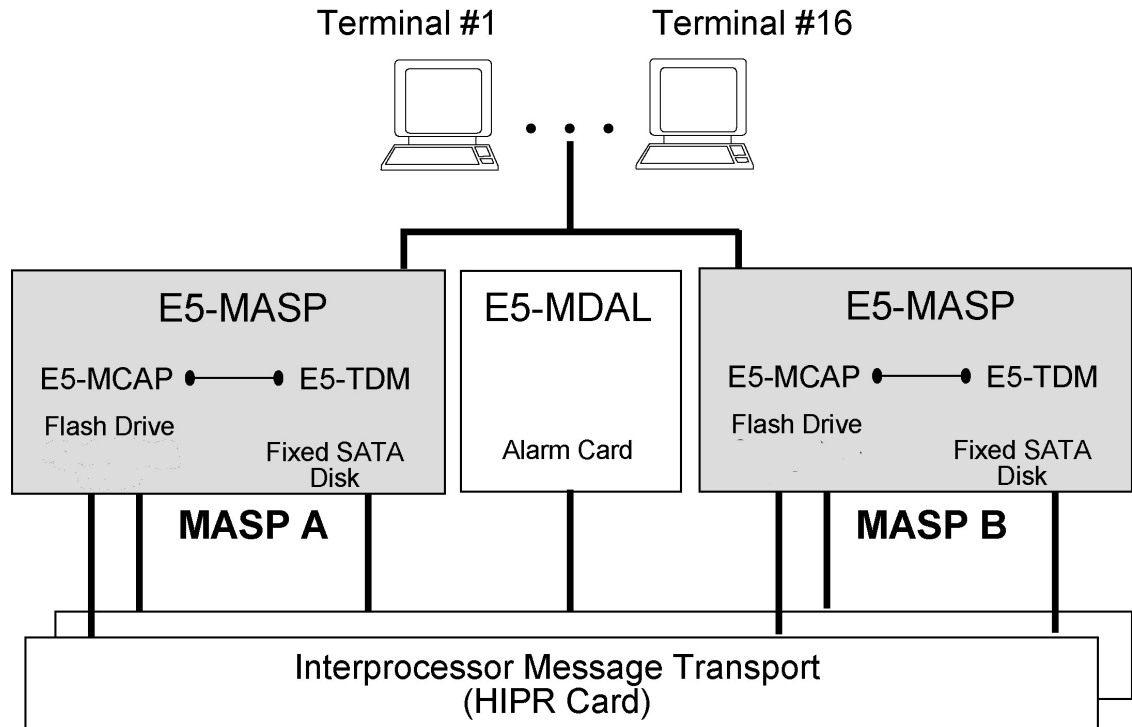 Terminal #1
Terminal #16
E5-MASP
E5-MCAP
E5-TDM
Flash Drive
Fixed SATA
Disk
MASP A
E5-MDAL
Alarm Card
E5-MASP
E5-MCAP
E5-TDM
Flash Drive
Fixed SATA
Disk
MASP B
Interprocessor Message Transport
(HIPR Card)